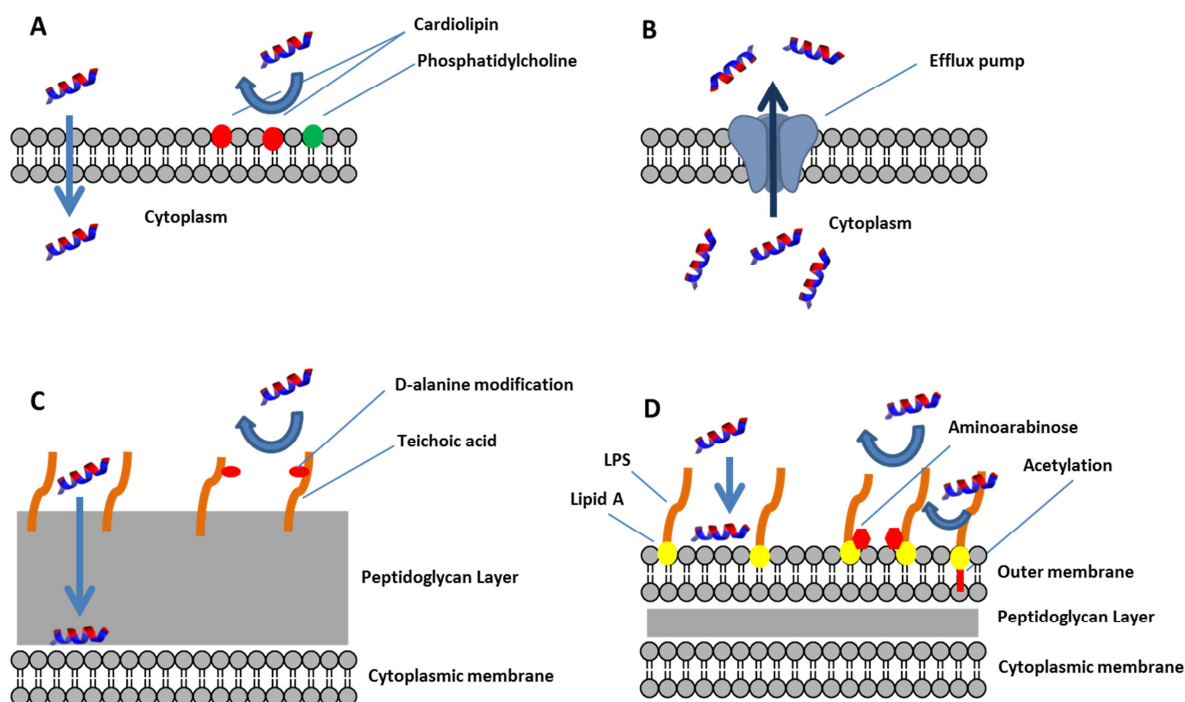 A
Cardiolipin
Phosphatidylcholine
Cytoplasm
B
Efflux pump
Cytoplasm
C
D-alanine modification
Teichoic acid
Peptidoglycan Layer
Cytoplasmic membrane
D
Aminoarabinose
LPS
Acetylation
Lipid A
Outer membrane
Peptidoglycan Layer
Cytoplasmic membrane